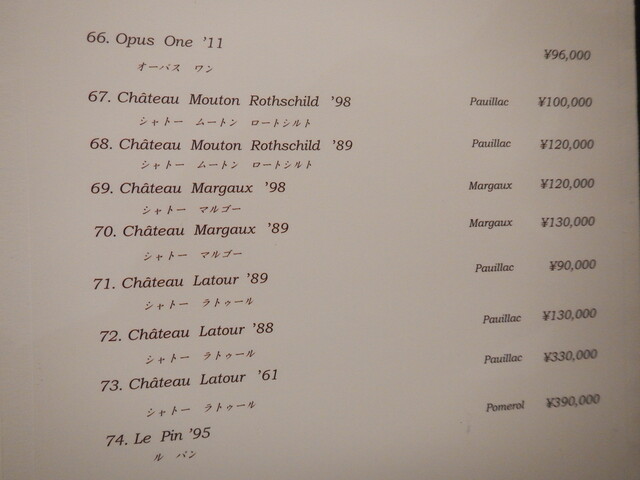 66. Opus One '11
¥96,000
オーパス ワン
67. Château Mouton Rothschild '98 Pauillac ¥100,000
シャトー ムートン ロートシルト
68. Château Mouton Rothschild '89 Pauillac ¥120,000
シャトー ムートン ロートシルト
69. Château Margaux '98 Margaux ¥120,000
シャトー マルゴー
70. Château Margaux '89 Margaux ¥130,000
シャトー マルゴー
71. Château Latour '89 Pauillac ¥90,000
シャトー ラトゥール
72. Château Latour '88 Pauillac ¥130,000
シャトー ラトゥール
73. Château Latour '61 Pauillac ¥330,000
シャトー ラトゥール
74. Le Pin '95 Pomerol ¥390,000
ル パン